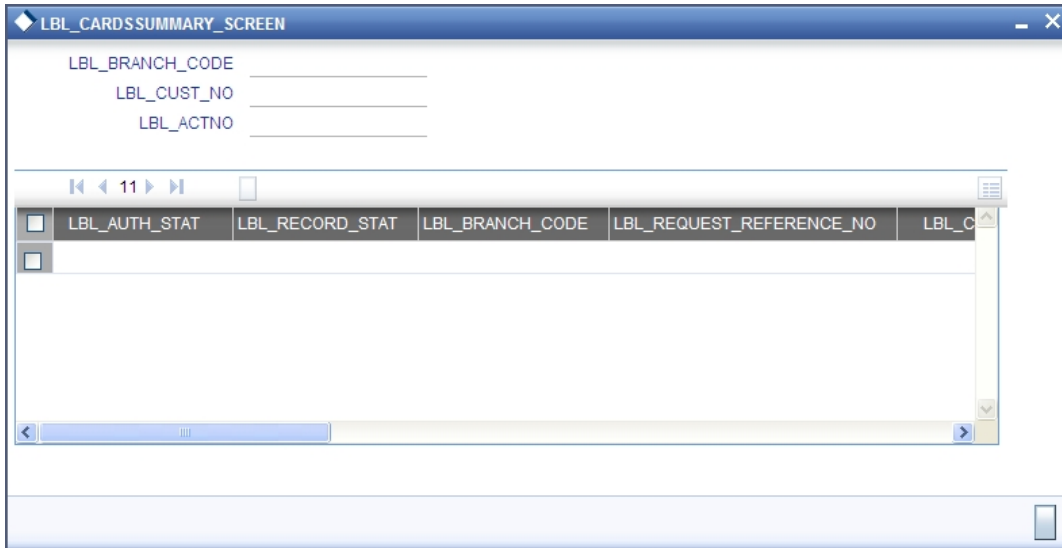 LBL_CARDSSUMMARY_SCREEN
LBL_BRANCH_CODE
LBL_CUST_NO
LBL_ACTNO
11
LBL_AUTH_STAT LBL_RECORD_STAT LBL_BRANCH_CODE LBL_REQUEST_REFERENCE_NO LBL_C